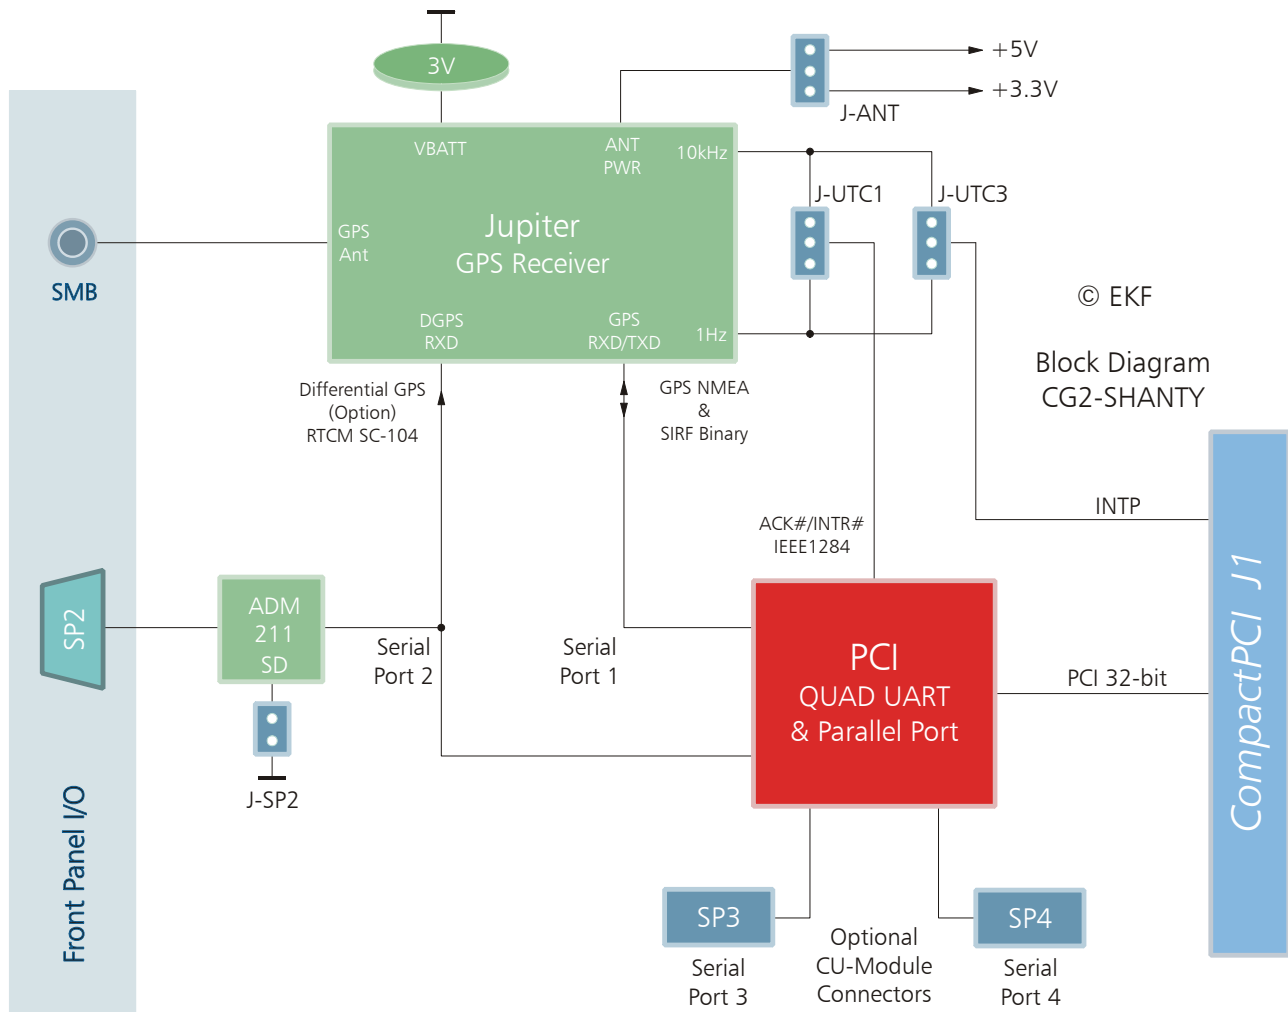 3V
+5V
+3.3V
J-ANT
VBATT
ANT
PWR
10kHz
J-UTC1
J-UTC3
GPS
Ant
Jupiter
GPS Receiver
SMB
© EKF
DGPS
RXD
GPS
RXD/TXD
1Hz
Block Diagram
CG2-SHANTY
Differential GPS
(Option)
RTCM SC-104
GPS NMEA
&
SIRF Binary
INTP
ACK#/INTR#
IEEE1284
CompactPCI J1
SP2
ADM
211
SD
Serial
Port 2
Serial
Port 1
PCI
QUAD UART
& Parallel Port
PCI 32-bit
J-SP2
Front Panel I/O
SP3
SP4
Optional
CU-Module
Connectors
Serial
Port 3
Serial
Port 4